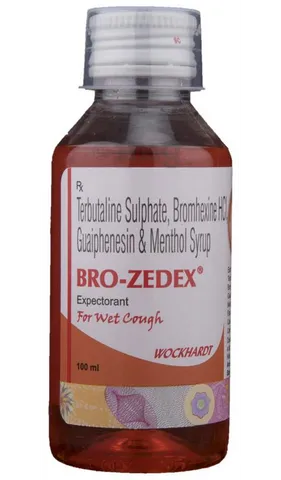 Rx
Terbutaline Sulphate, Bromhexine HCl,
Guaiphenesin & Menthol Syrup
BRO-ZEDEX®
Expectorant
For Wet Cough
WOCKHARDT
100 ml